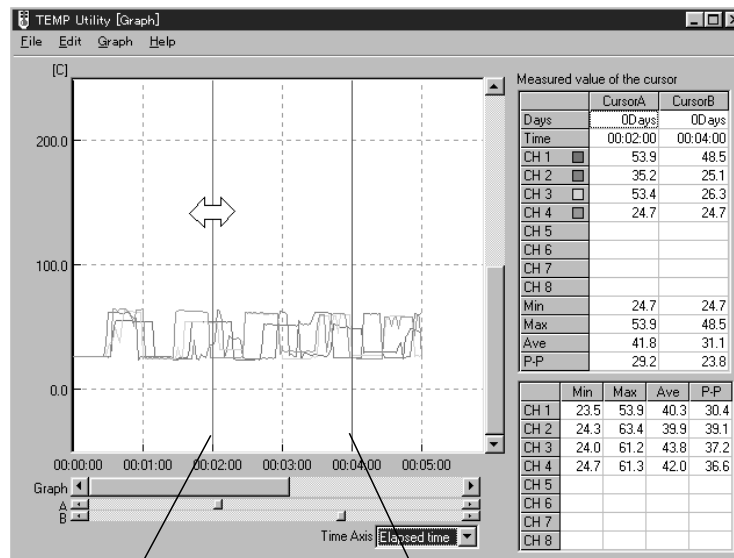 TEMP Utility [Graph]
File Edit Graph Help
[C]
200.0
100.0
0.0
00:00:00 00:01:00 00:02:00 00:03:00 00:04:00 00:05:00
Graph
A
B
Time Axis Elapsed time
Measured value of the cursor
CursorA CursorB
Days 0Days 0Days
Time 00:02:00 00:04:00
CH 1 53.9 48.5
CH 2 35.2 25.1
CH 3 53.4 26.3
CH 4 24.7 24.7
CH 5
CH 6
CH 7
CH 8
Min 24.7 24.7
Max 53.9 48.5
Ave 41.8 31.1
P-P 29.2 23.8
Min Max Ave P-P
CH 1 23.5 53.9 40.3 30.4
CH 2 24.3 63.4 39.9 39.1
CH 3 24.0 61.2 43.8 37.2
CH 4 24.7 61.3 42.0 36.6
CH 5
CH 6
CH 7
CH 8